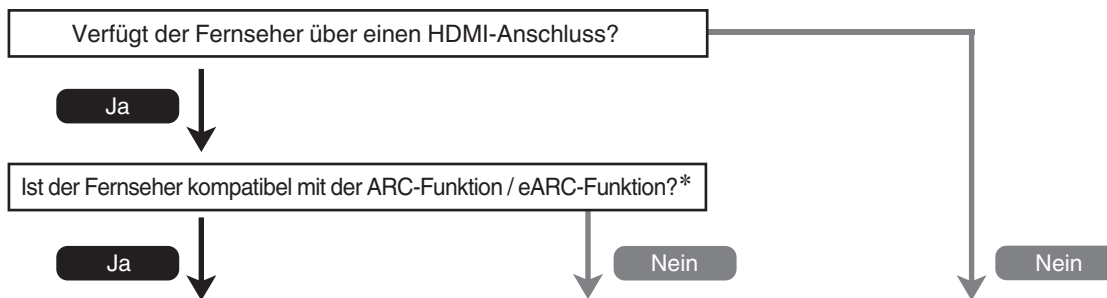 Verfügt der Fernseher über einen HDMI-Anschluss?
Ja
Ist der Fernseher kompatibel mit der ARC-Funktion / eARC-Funktion?*
Ja
Nein
Nein